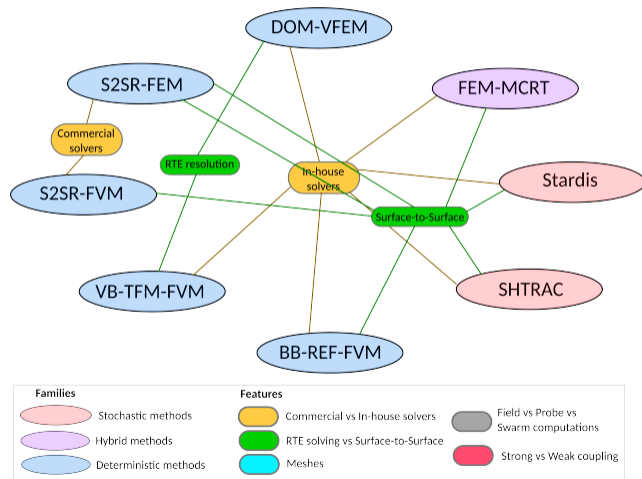 DOM-VFEM
S2SR-FEM
FEM-MCRT
Commercial
solvers
RTE resolution
In-house
solvers
Stardis
S2SR-FVM
Surface-to-Surface
VB-TFM-FVM
SHTRAC
BB-REF-FVM
Families
Features
Stochastic methods
Commercial vs In-house solvers
Field vs Probe vs
Swarm computations
Hybrid methods
RTE solving vs Surface-to-Surface
Deterministic methods
Meshes
Strong vs Weak coupling